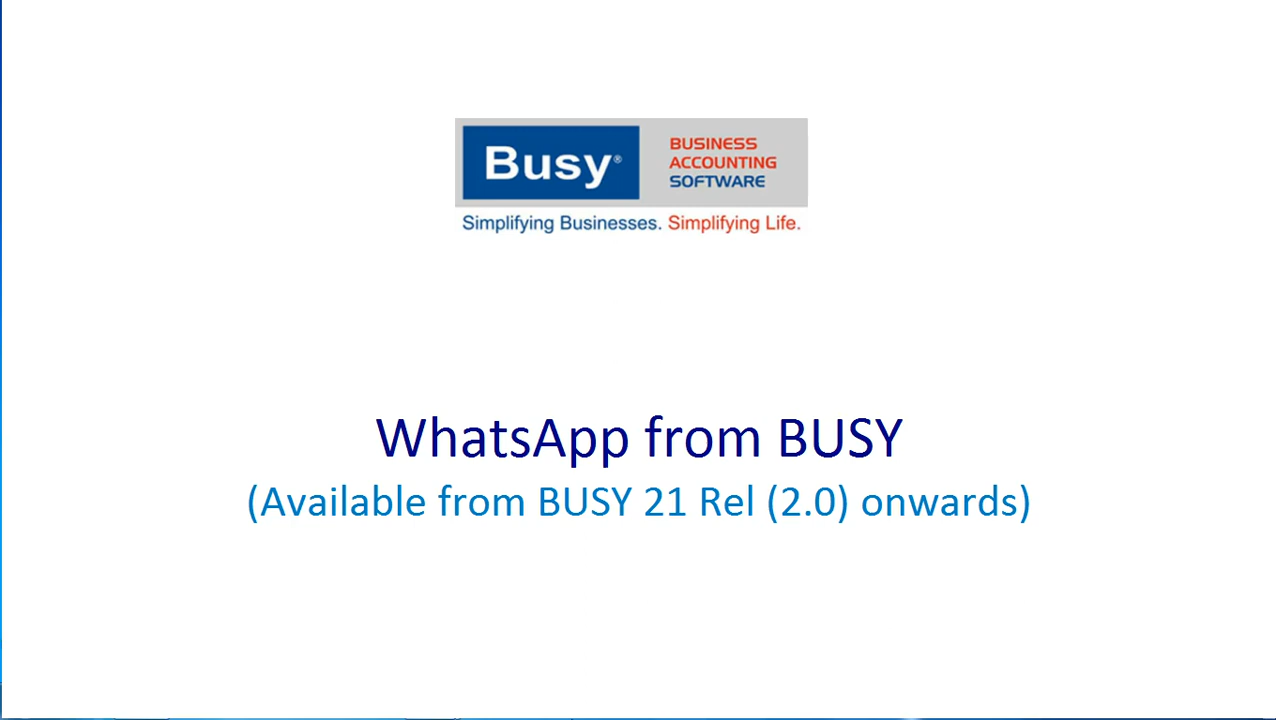 Busy®
BUSINESS
ACCOUNTING
SOFTWARE
Simplifying Businesses. Simplifying Life.
WhatsApp from BUSY
(Available from BUSY 21 Rel (2.0) onwards)